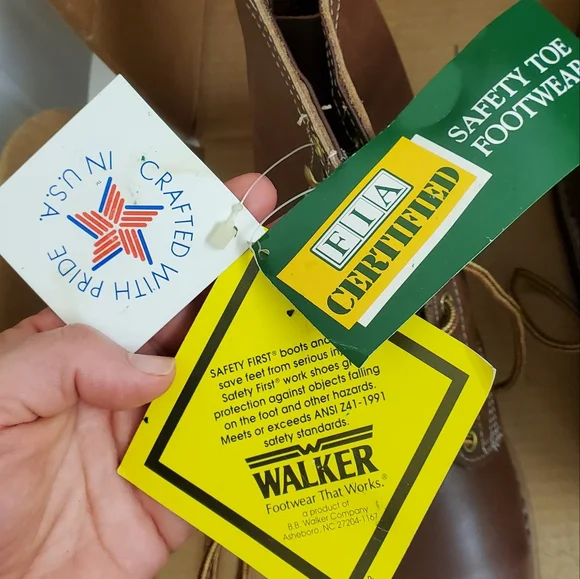 CRAFTED WITH PRIDE
IN U.S.A.
SAFETY TOE
FOOTWEAR
FIA
CERTIFIED
SAFETY FIRST® boots and
save feet from serious
Safety First® work shoes
protection against objects falling
on the foot and other hazards.
Meets or exceeds ANSI Z41-1991
safety standards.
WALKER
Footwear That Works.®
a product of
B.B. Walker Company
Asheboro, NC 27204-1167